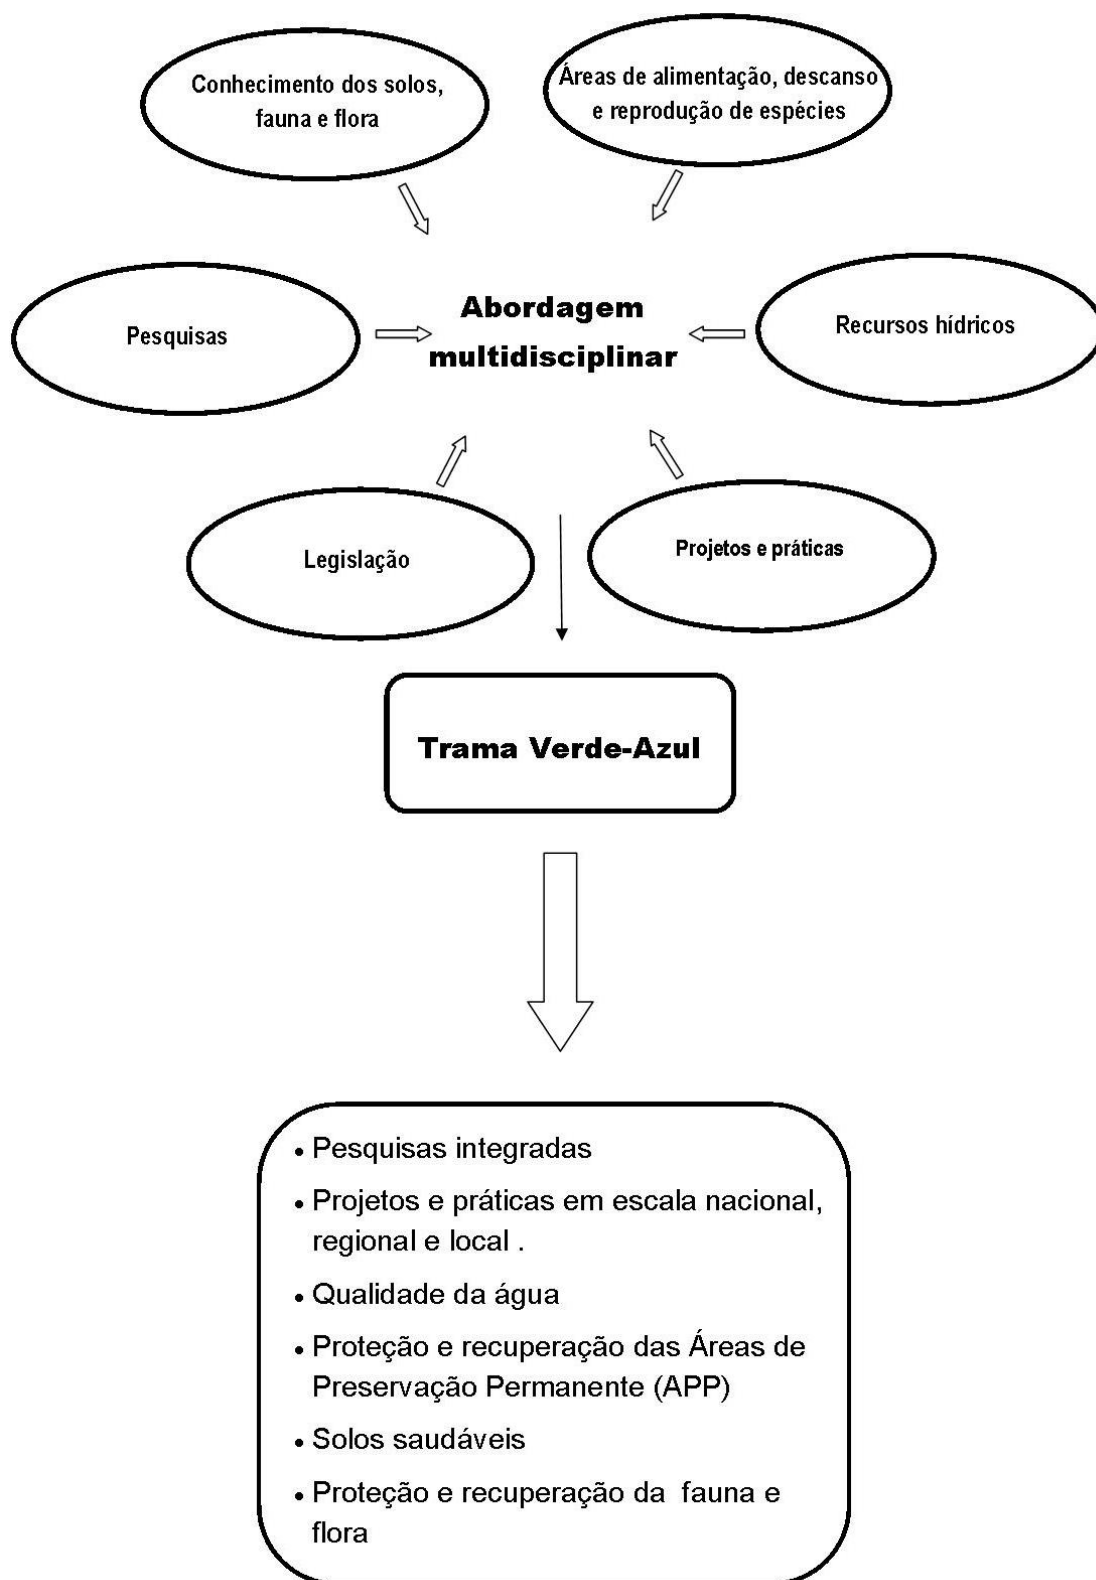 Conhecimento dos solos,
fauna e flora
Áreas de alimentação, descanso
e reprodução de espécies
Pesquisas
Abordagem
multidisciplinar
Recursos hídricos
Legislação
Projetos e práticas
Trama Verde-Azul
• Pesquisas integradas
• Projetos e práticas em escala nacional,
regional e local .
• Qualidade da água
• Proteção e recuperação das Áreas de
Preservação Permanente (APP)
• Solos saudáveis
• Proteção e recuperação da fauna e
flora